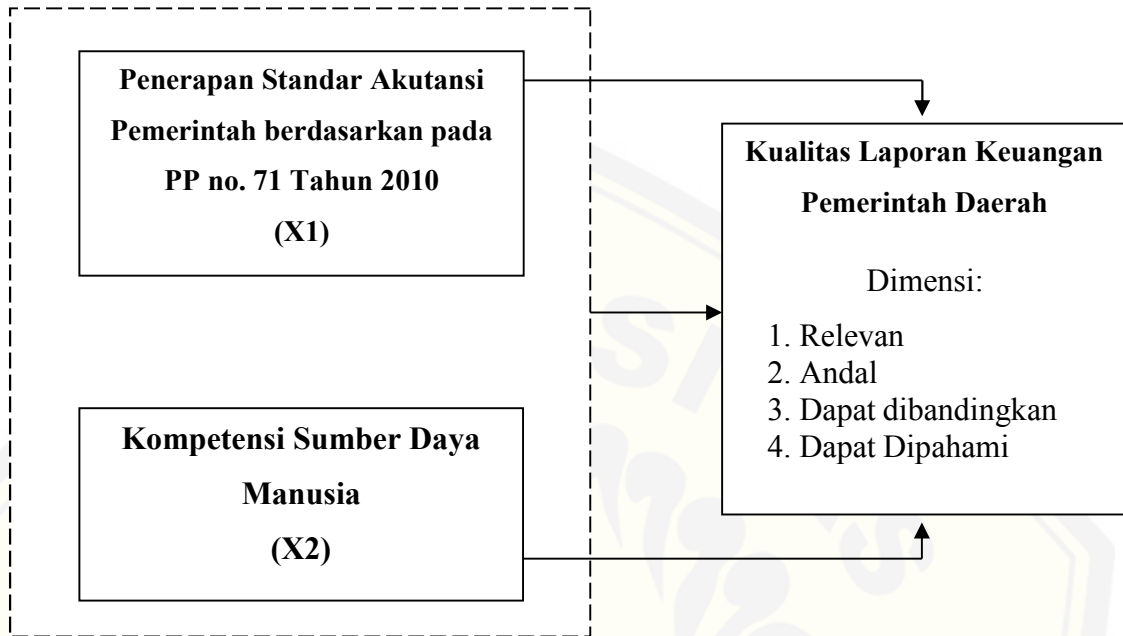 Penerapan Standar Akutansi
Pemerintah berdasarkan pada
PP no. 71 Tahun 2010
(X1)
Kualitas Laporan Keuangan
Pemerintah Daerah
Dimensi:
1. Relevan
2. Andal
3. Dapat dibandingkan
4. Dapat Dipahami
Kompetensi Sumber Daya
Manusia
(X2)